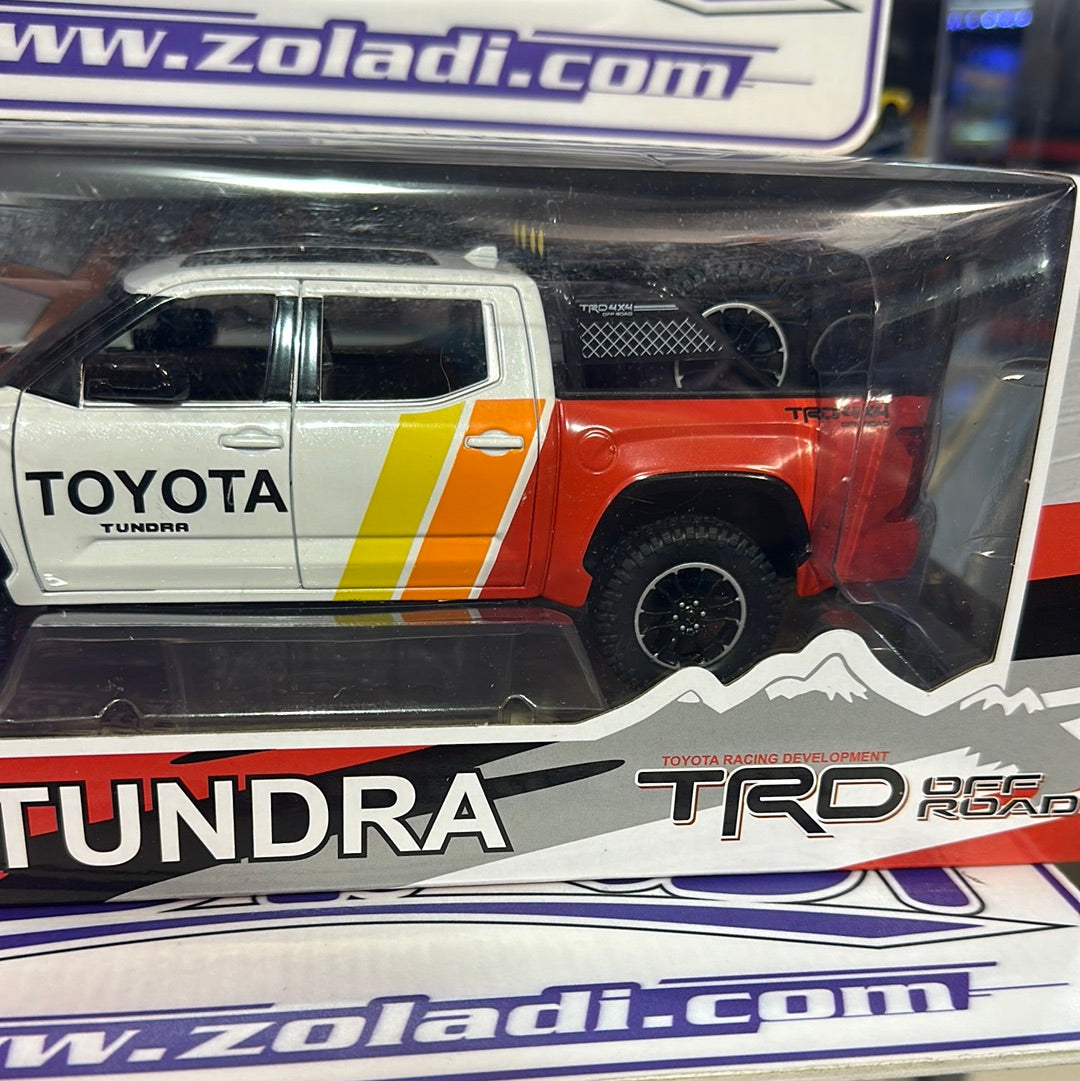 www.zoladi.com
TRD 4X4
OFF ROAD
TRD 4X4
TOYOTA
TUNDRA
TOYOTA RACING DEVELOPMENT
TUNDRA
TRD OFF ROAD
www.zoladi.com